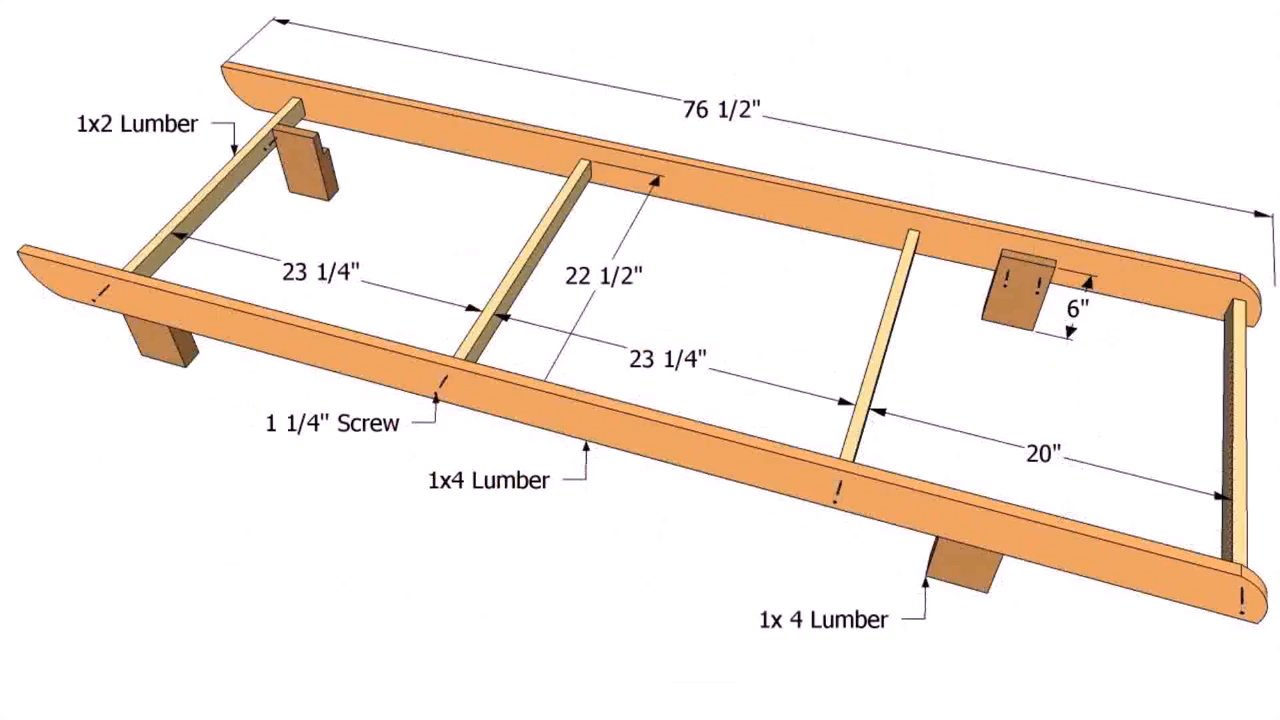 76 1/2"
1x2 Lumber
23 1/4"
22 1/2"
6"
23 1/4"
1 1/4" Screw
20"
1x4 Lumber
1x 4 Lumber